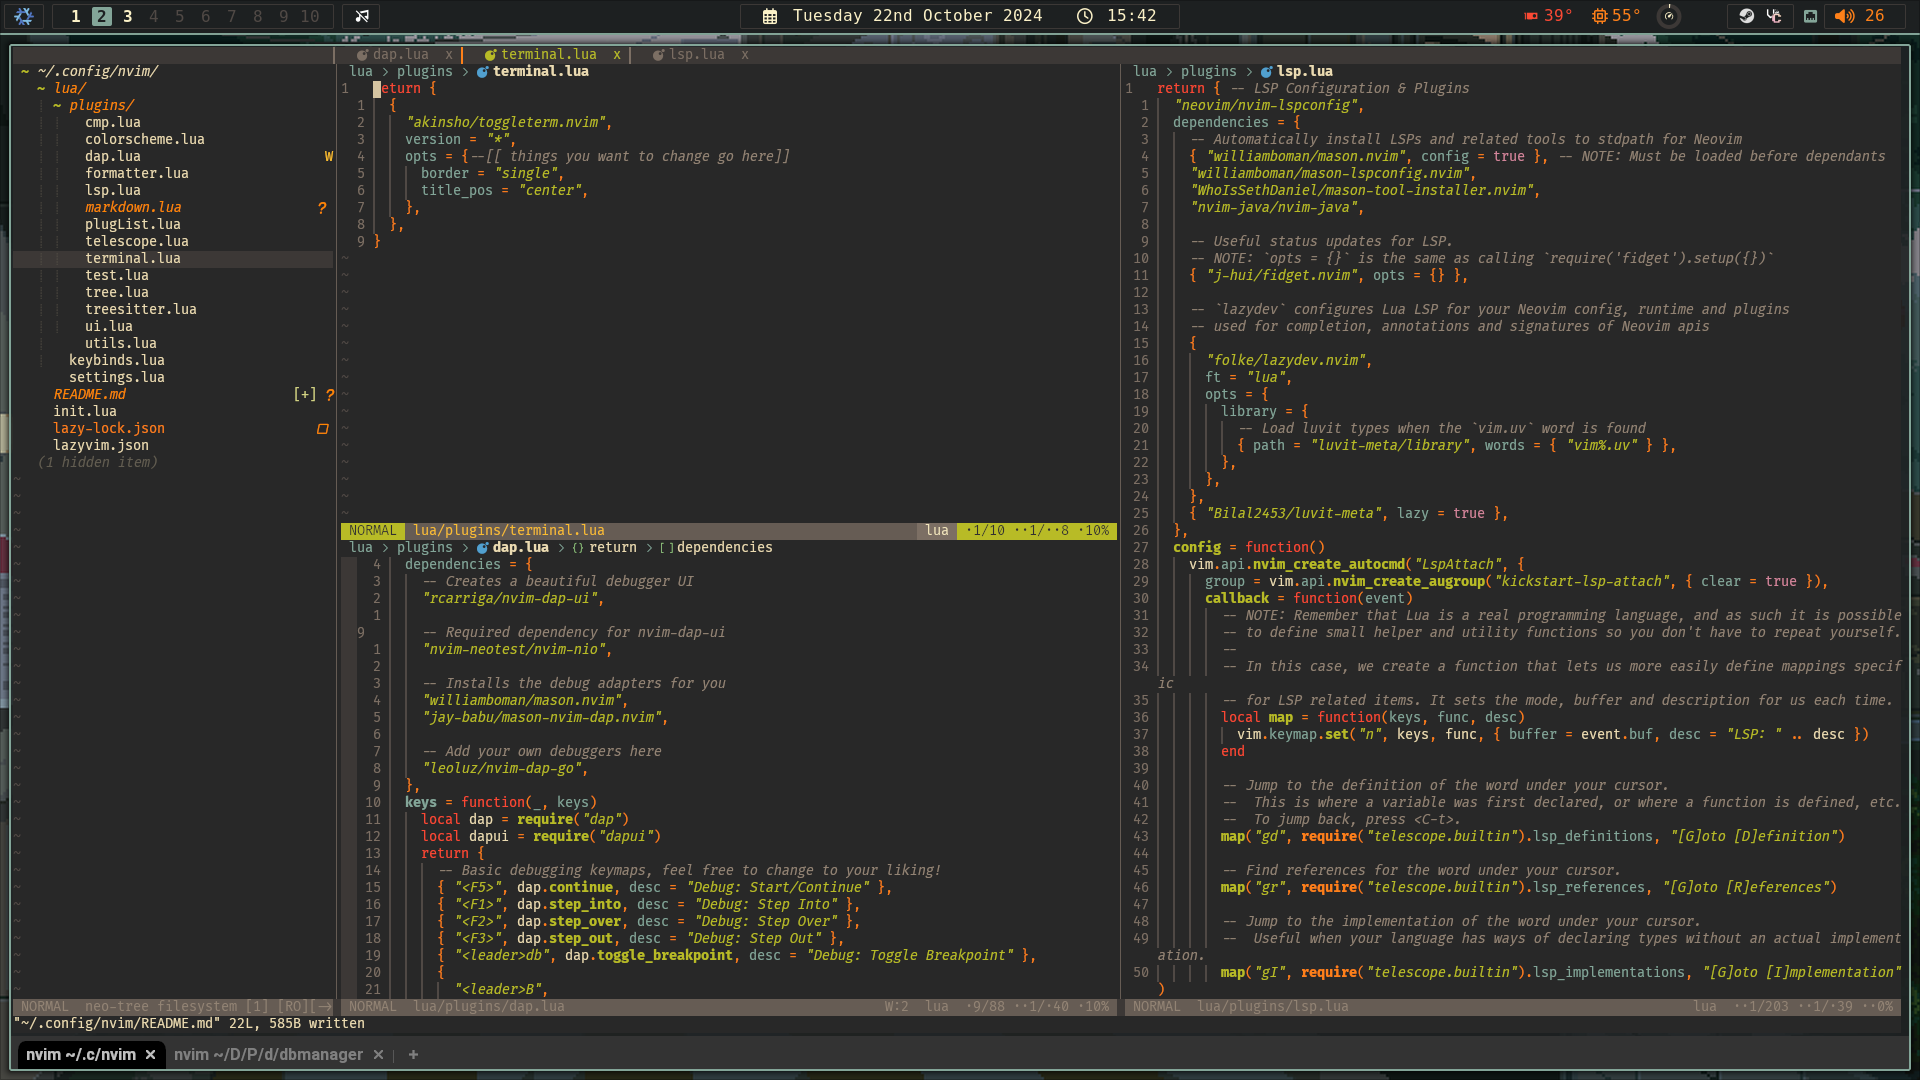 1 2 3 4 5 6 7 8 9 10
Tuesday 22nd October 2024 15:42
39° 55° 26
dap.lua x terminal.lua x lsp.lua x
~ ~/.config/nvim/
~ lua/
~ plugins/
cmp.lua
colorscheme.lua
dap.lua W
formatter.lua
lsp.lua
markdown.lua ?
plugList.lua
telescope.lua
terminal.lua
test.lua
tree.lua
treesitter.lua
ui.lua
utils.lua
keybinds.lua
settings.lua
README.md [+] ?
init.lua
lazy-lock.json
lazyvim.json
(1 hidden item)
NORMAL neo-tree filesystem [1] [RO][→
lua > plugins > terminal.lua
1 return {
1 {
2 "akinsho/toggleterm.nvim",
3 version = "*",
4 opts = {--[[ things you want to change go here]]
5 border = "single",
6 title_pos = "center",
7 },
8 },
9 }
NORMAL lua/plugins/terminal.lua lua ·1/10 ··1/··8 ·10%
lua > plugins > dap.lua > {} return > [] dependencies
4 dependencies = {
3 -- Creates a beautiful debugger UI
2 "rcarriga/nvim-dap-ui",
1
9 -- Required dependency for nvim-dap-ui
1 "nvim-neotest/nvim-nio",
2
3 -- Installs the debug adapters for you
4 "williamboman/mason.nvim",
5 "jay-babu/mason-nvim-dap.nvim",
6
7 -- Add your own debuggers here
8 "leoluz/nvim-dap-go",
9 },
10 keys = function(_, keys)
11 local dap = require("dap")
12 local dapui = require("dapui")
13 return {
14 -- Basic debugging keymaps, feel free to change to your liking!
15 { "<F5>", dap.continue, desc = "Debug: Start/Continue" },
16 { "<F1>", dap.step_into, desc = "Debug: Step Into" },
17 { "<F2>", dap.step_over, desc = "Debug: Step Over" },
18 { "<F3>", dap.step_out, desc = "Debug: Step Out" },
19 { "<leader>db", dap.toggle_breakpoint, desc = "Debug: Toggle Breakpoint" },
20 {
21 "<leader>B",
NORMAL lua/plugins/dap.lua W:2 lua ·9/88 ··1/·40 ·10%
lua > plugins > lsp.lua
1 return { -- LSP Configuration & Plugins
1 "neovim/nvim-lspconfig",
2 dependencies = {
3 -- Automatically install LSPs and related tools to stdpath for Neovim
4 { "williamboman/mason.nvim", config = true }, -- NOTE: Must be loaded before dependants
5 "williamboman/mason-lspconfig.nvim",
6 "WhoIsSethDaniel/mason-tool-installer.nvim",
7 "nvim-java/nvim-java",
8
9 -- Useful status updates for LSP.
10 -- NOTE: `opts = {}` is the same as calling `require('fidget').setup({})`
11 { "j-hui/fidget.nvim", opts = {} },
12
13 -- `lazydev` configures Lua LSP for your Neovim config, runtime and plugins
14 -- used for completion, annotations and signatures of Neovim apis
15 {
16 "folke/lazydev.nvim",
17 ft = "lua",
18 opts = {
19 library = {
20 -- Load luvit types when the `vim.uv` word is found
21 { path = "luvit-meta/library", words = { "vim%.uv" } },
22 },
23 },
24 },
25 { "Bilal2453/luvit-meta", lazy = true },
26 },
27 config = function()
28 vim.api.nvim_create_autocmd("LspAttach", {
29 group = vim.api.nvim_create_augroup("kickstart-lsp-attach", { clear = true }),
30 callback = function(event)
31 -- NOTE: Remember that Lua is a real programming language, and as such it is possible
32 -- to define small helper and utility functions so you don't have to repeat yourself.
33 --
34 -- In this case, we create a function that lets us more easily define mappings specif
ic
35 -- for LSP related items. It sets the mode, buffer and description for us each time.
36 local map = function(keys, func, desc)
37 vim.keymap.set("n", keys, func, { buffer = event.buf, desc = "LSP: " .. desc })
38 end
39
40 -- Jump to the definition of the word under your cursor.
41 --  This is where a variable was first declared, or where a function is defined, etc.
42 --  To jump back, press <C-t>.
43 map("gd", require("telescope.builtin").lsp_definitions, "[G]oto [D]efinition")
44
45 -- Find references for the word under your cursor.
46 map("gr", require("telescope.builtin").lsp_references, "[G]oto [R]eferences")
47
48 -- Jump to the implementation of the word under your cursor.
49 --  Useful when your language has ways of declaring types without an actual implement
ation.
50 map("gI", require("telescope.builtin").lsp_implementations, "[G]oto [I]mplementation"
)
NORMAL lua/plugins/lsp.lua lua ··1/203 ··1/·39 ··0%
"~/.config/nvim/README.md" 22L, 585B written
nvim ~/.c/nvim × nvim ~/D/P/d/dbmanager × +